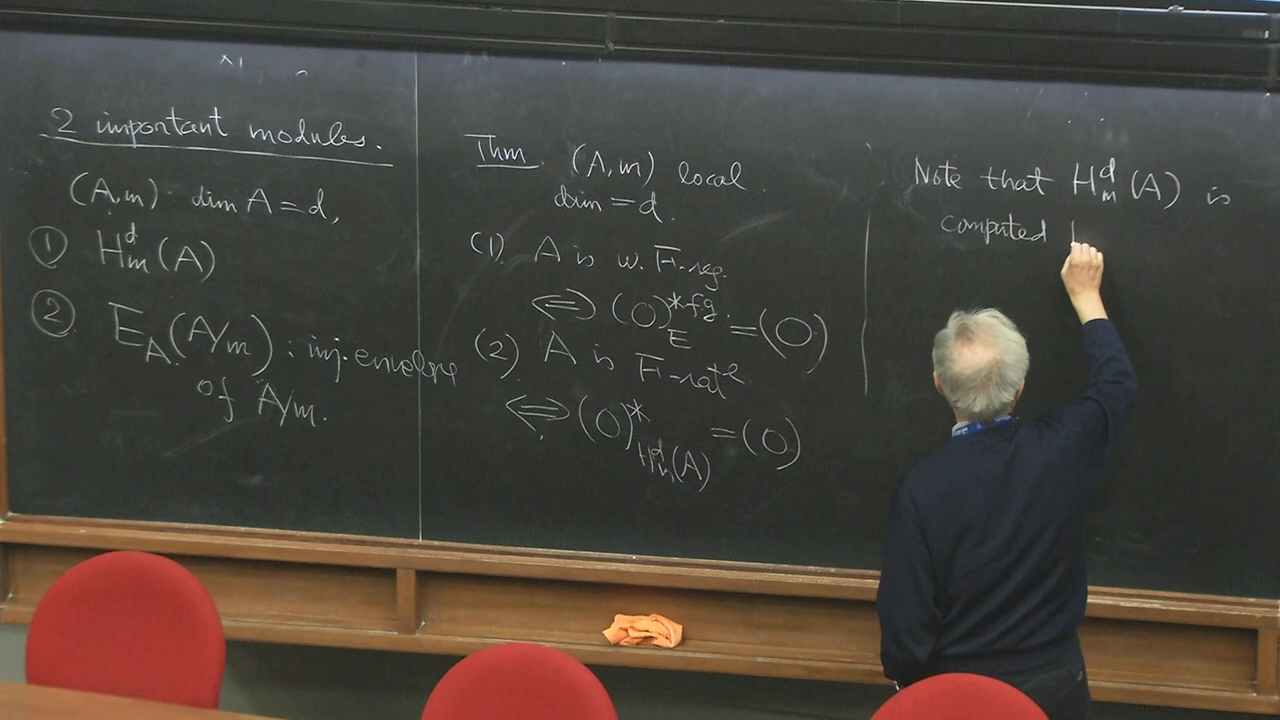 2 important modules.
(A,m) dim A = d,
① H^d_m(A)
② E_A(A/m) : inj. envelope
of A/m.
Thm. (A,m) local.
dim = d.
(1) A is w. F-reg.
⟺ (0)^{*fg.}_E = (0)
(2) A is F-rat^l
⟺ (0)^*_{H^d_m(A)} = (0)
Note that H^d_m(A) is
computed